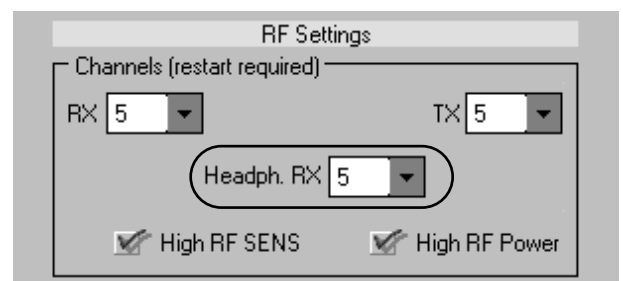 RF Settings
Channels (restart required)
RX 5 TX 5
Headph. RX 5
High RF SENS High RF Power